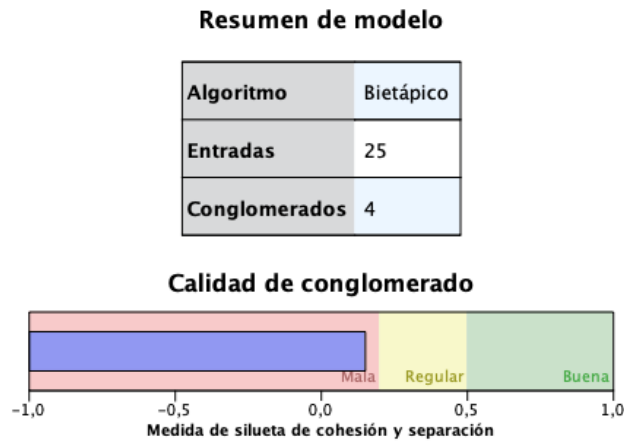 Resumen de modelo
Algoritmo Bietápico
Entradas 25
Conglomerados 4
Calidad de conglomerado
Mala Regular Buena
-1,0 -0,5 0,0 0,5 1,0
Medida de silueta de cohesión y separación